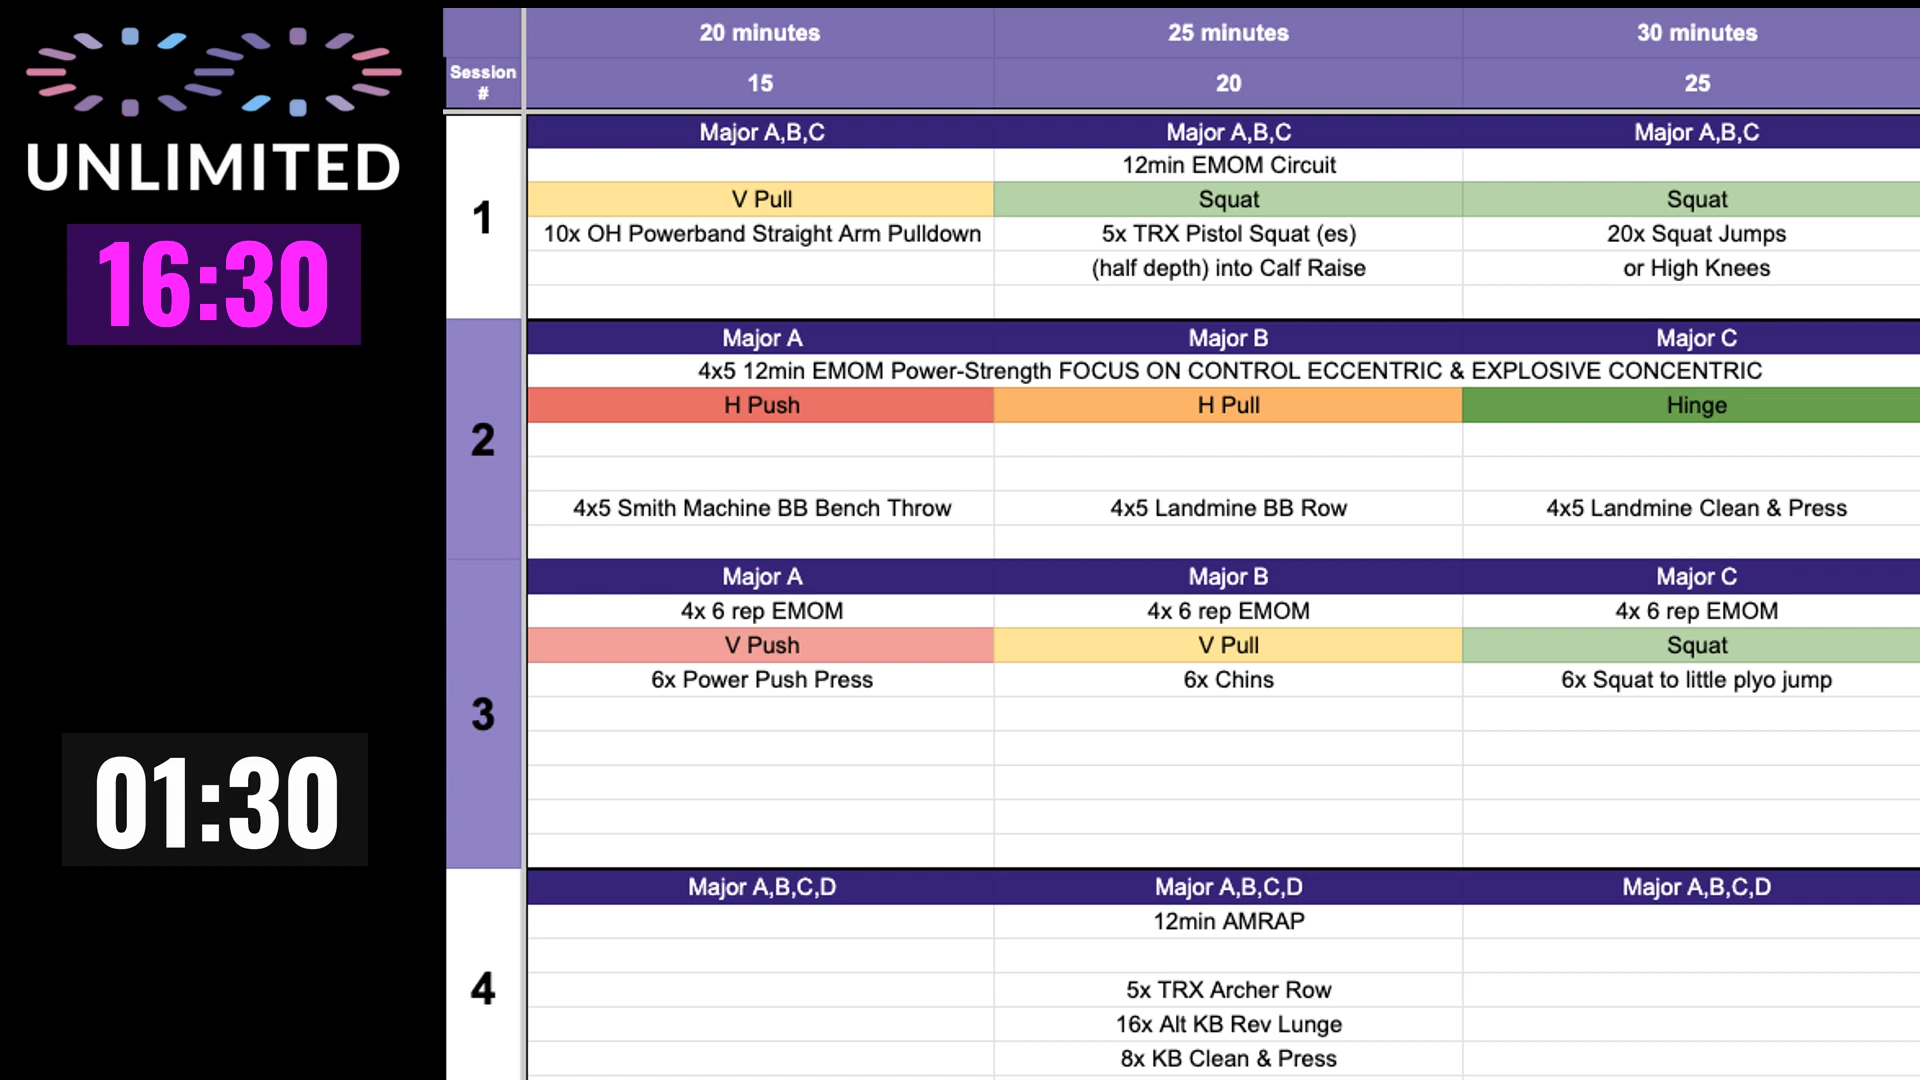 UNLIMITED
16:30
01:30
20 minutes 25 minutes 30 minutes
Session
# 15 20 25
1
Major A,B,C Major A,B,C Major A,B,C
12min EMOM Circuit
V Pull Squat Squat
10x OH Powerband Straight Arm Pulldown 5x TRX Pistol Squat (es) 20x Squat Jumps
(half depth) into Calf Raise or High Knees
2
Major A Major B Major C
4x5 12min EMOM Power-Strength FOCUS ON CONTROL ECCENTRIC & EXPLOSIVE CONCENTRIC
H Push H Pull Hinge
4x5 Smith Machine BB Bench Throw 4x5 Landmine BB Row 4x5 Landmine Clean & Press
3
Major A Major B Major C
4x 6 rep EMOM 4x 6 rep EMOM 4x 6 rep EMOM
V Push V Pull Squat
6x Power Push Press 6x Chins 6x Squat to little plyo jump
4
Major A,B,C,D Major A,B,C,D Major A,B,C,D
12min AMRAP
5x TRX Archer Row
16x Alt KB Rev Lunge
8x KB Clean & Press